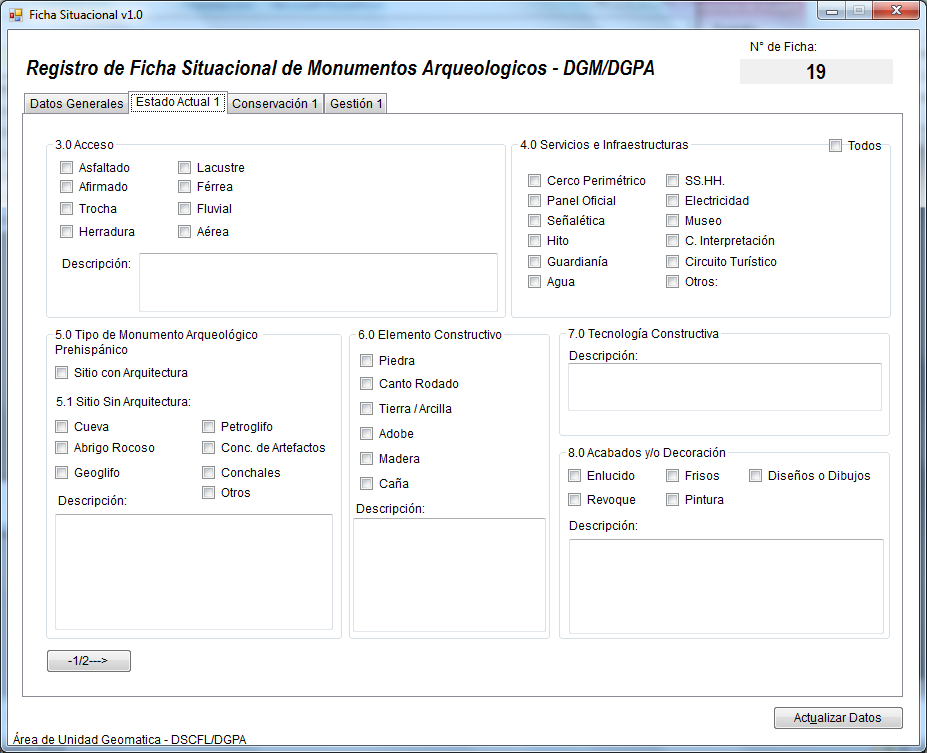 Ficha Situacional v1.0
N° de Ficha:
Registro de Ficha Situacional de Monumentos Arqueologicos - DGM/DGPA
19
Datos Generales
Estado Actual 1
Conservación 1
Gestión 1
3.0 Acceso
Asfaltado
Lacustre
Afirmado
Férrea
Trocha
Fluvial
Herradura
Aérea
Descripción:
4.0 Servicios e Infraestructuras
Todos
Cerco Perimétrico
SS.HH.
Panel Oficial
Electricidad
Señalética
Museo
Hito
C. Interpretación
Guardianía
Circuito Turístico
Agua
Otros:
5.0 Tipo de Monumento Arqueológico
Prehispánico
Sitio con Arquitectura
5.1 Sitio Sin Arquitectura:
Cueva
Petroglifo
Abrigo Rocoso
Conc. de Artefactos
Geoglifo
Conchales
Otros
Descripción:
6.0 Elemento Constructivo
Piedra
Canto Rodado
Tierra / Arcilla
Adobe
Madera
Caña
Descripción:
7.0 Tecnología Constructiva
Descripción:
8.0 Acabados y/o Decoración
Enlucido
Frisos
Diseños o Dibujos
Revoque
Pintura
Descripción:
-1/2--->
Actualizar Datos
Área de Unidad Geomatica - DSCFL/DGPA